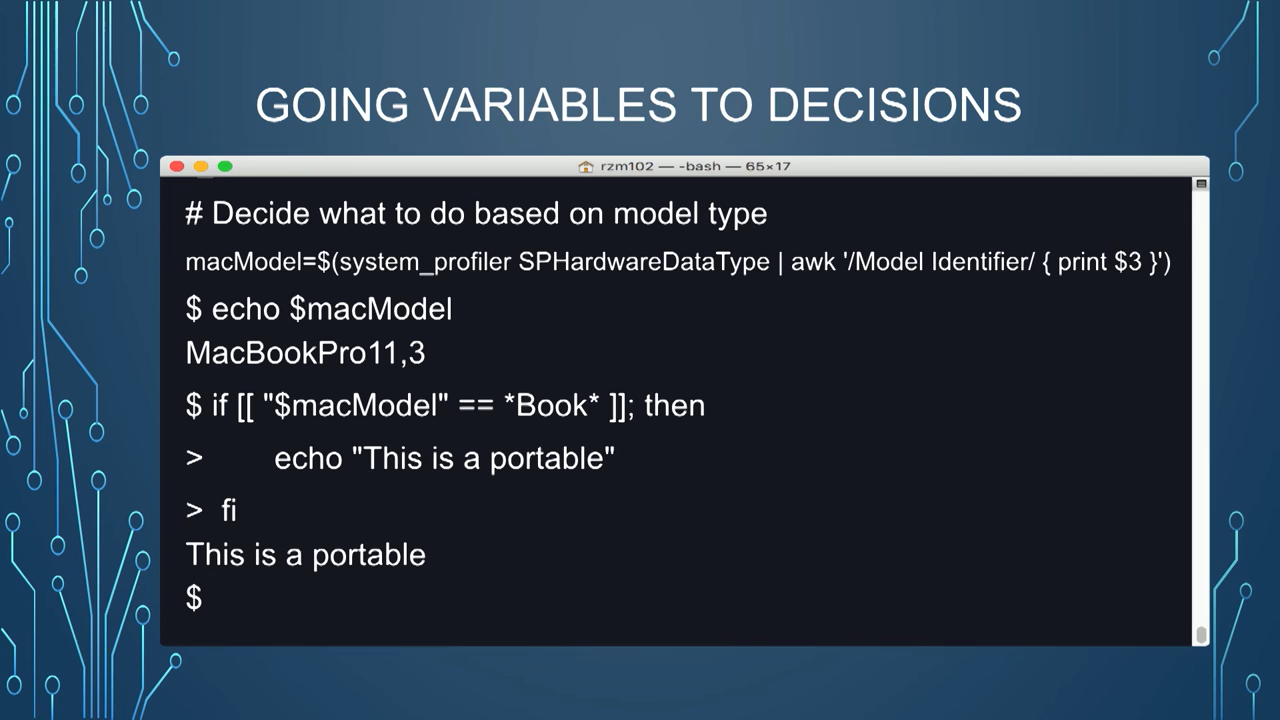 GOING VARIABLES TO DECISIONS
rzm102 — -bash — 65×17
# Decide what to do based on model type
macModel=$(system_profiler SPHardwareDataType | awk '/Model Identifier/ { print $3 }')
$ echo $macModel
MacBookPro11,3
$ if [[ "$macModel" == *Book* ]]; then
> echo "This is a portable"
> fi
This is a portable
$